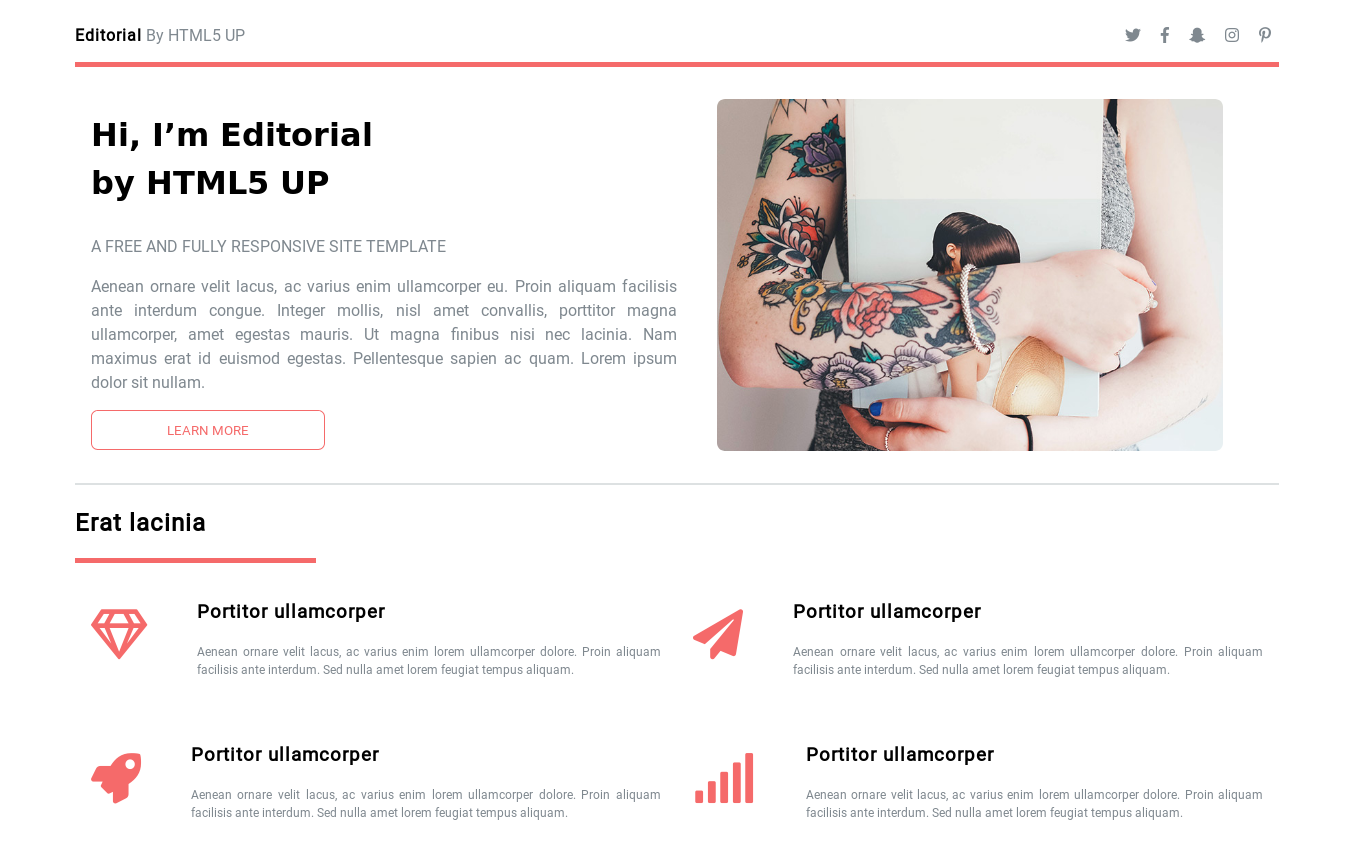 Editorial By HTML5 UP
Hi, I’m Editorial
by HTML5 UP
NYC
A FREE AND FULLY RESPONSIVE SITE TEMPLATE
Aenean ornare velit lacus, ac varius enim ullamcorper eu. Proin aliquam facilisis
ante interdum congue. Integer mollis, nisl amet convallis, porttitor magna
ullamcorper, amet egestas mauris. Ut magna finibus nisi nec lacinia. Nam
maximus erat id euismod egestas. Pellentesque sapien ac quam. Lorem ipsum
dolor sit nullam.
LEARN MORE
Erat lacinia
Portitor ullamcorper
Aenean ornare velit lacus, ac varius enim lorem ullamcorper dolore. Proin aliquam
facilisis ante interdum. Sed nulla amet lorem feugiat tempus aliquam.
Portitor ullamcorper
Aenean ornare velit lacus, ac varius enim lorem ullamcorper dolore. Proin aliquam
facilisis ante interdum. Sed nulla amet lorem feugiat tempus aliquam.
Portitor ullamcorper
Aenean ornare velit lacus, ac varius enim lorem ullamcorper dolore. Proin aliquam
facilisis ante interdum. Sed nulla amet lorem feugiat tempus aliquam.
Portitor ullamcorper
Aenean ornare velit lacus, ac varius enim lorem ullamcorper dolore. Proin aliquam
facilisis ante interdum. Sed nulla amet lorem feugiat tempus aliquam.